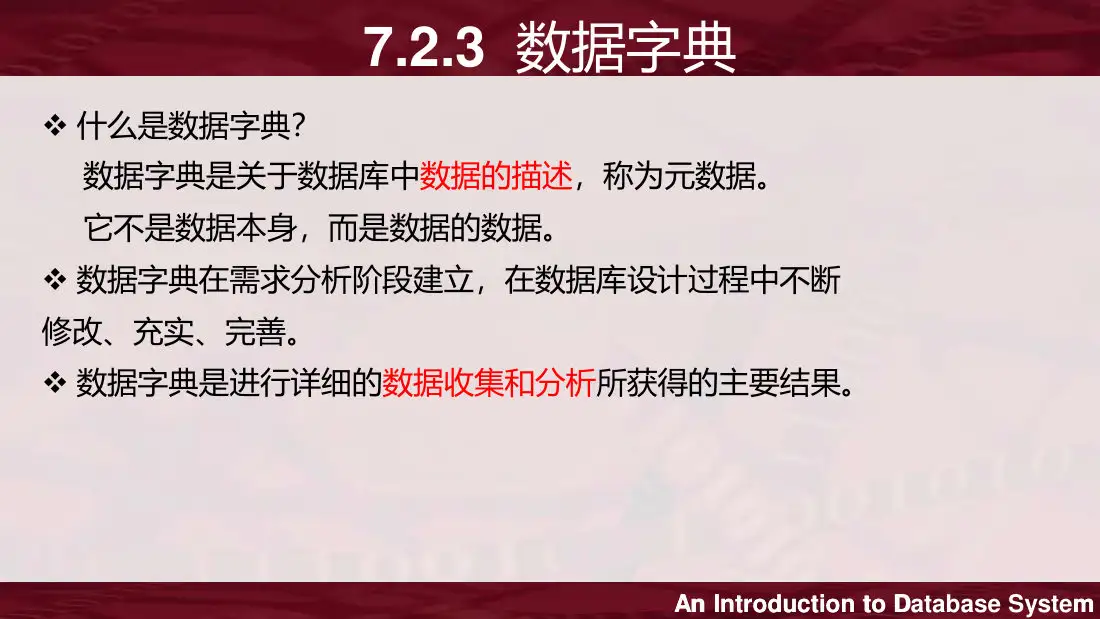 7.2.3 数据字典
❖ 什么是数据字典?
数据字典是关于数据库中数据的描述，称为元数据。
它不是数据本身，而是数据的数据。
❖ 数据字典在需求分析阶段建立，在数据库设计过程中不断
修改、充实、完善。
❖ 数据字典是进行详细的数据收集和分析所获得的主要结果。
An Introduction to Database System